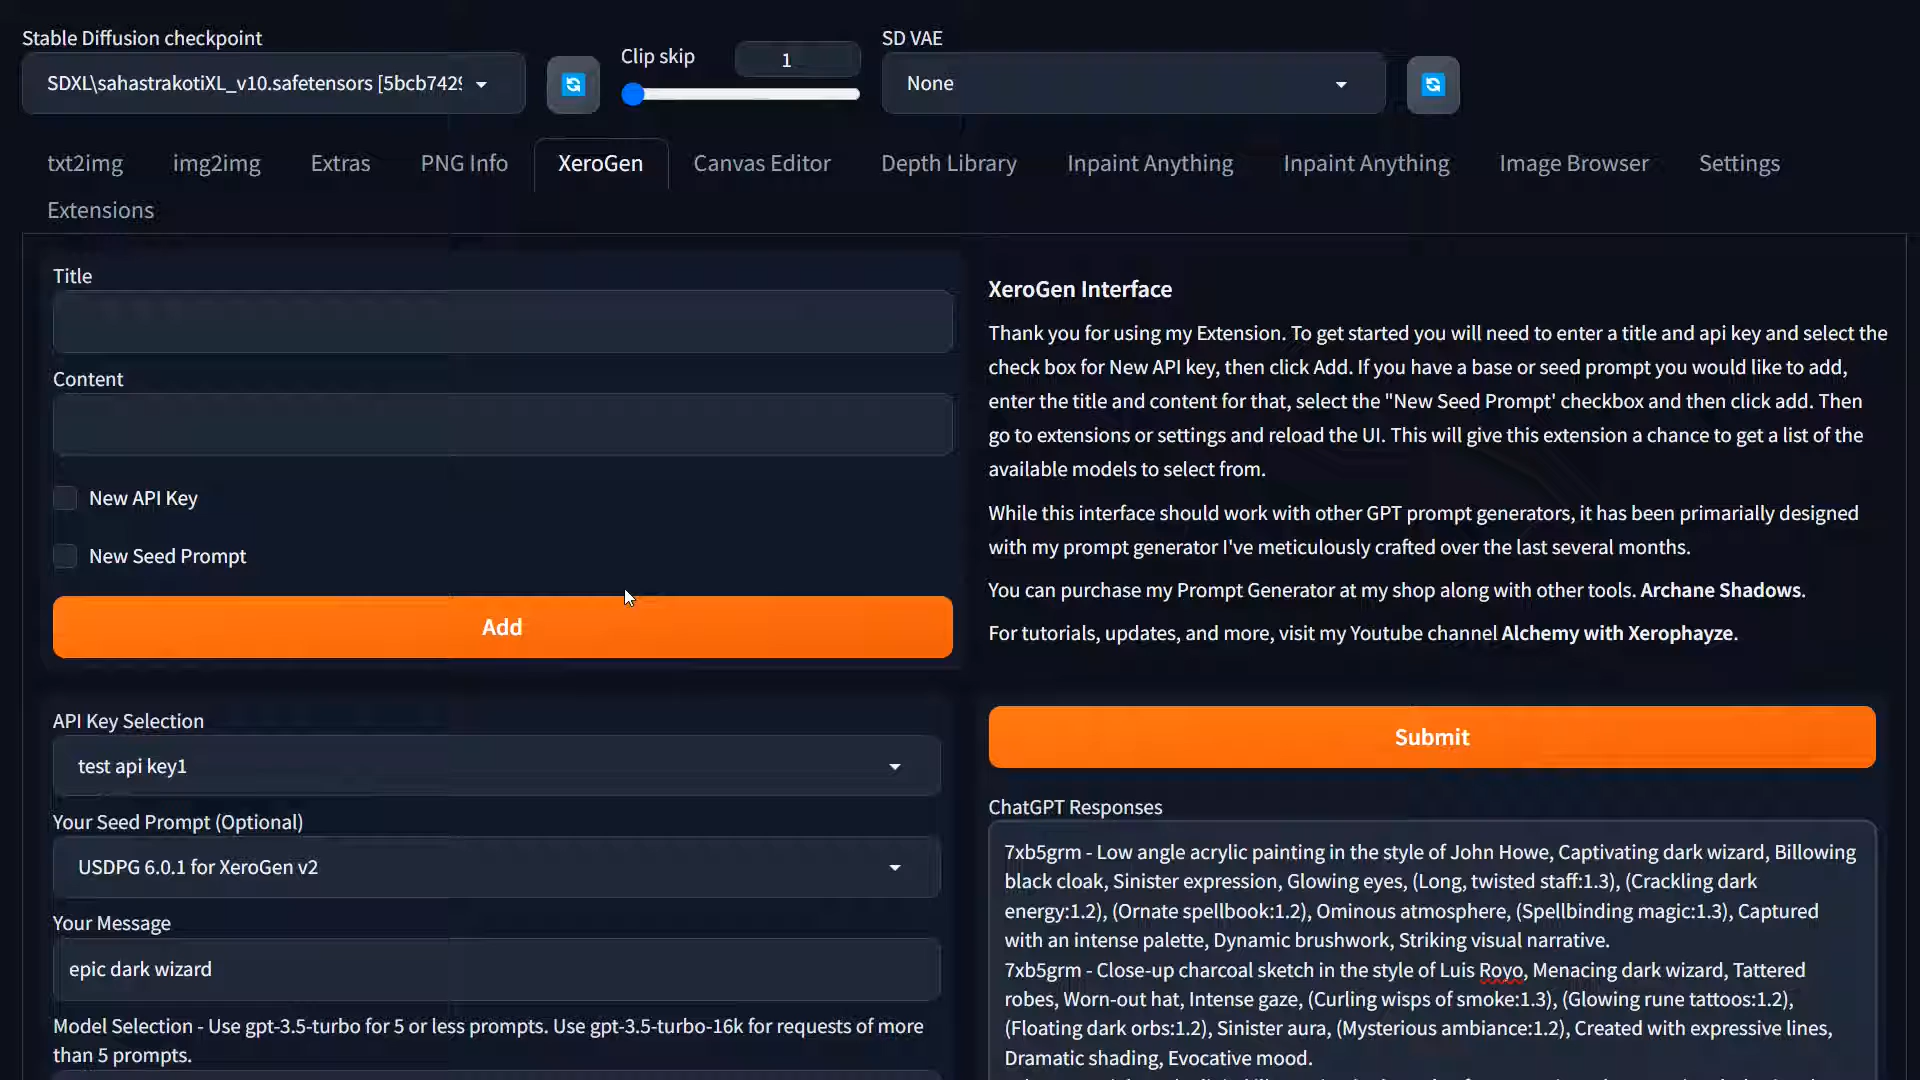 Stable Diffusion checkpoint
SDXL\sahastrakotiXL_v10.safetensors [5bcb7429
Clip skip
1
SD VAE
None
txt2img
img2img
Extras
PNG Info
XeroGen
Canvas Editor
Depth Library
Inpaint Anything
Inpaint Anything
Image Browser
Settings
Extensions
Title
Content
New API Key
New Seed Prompt
Add
XeroGen Interface
Thank you for using my Extension. To get started you will need to enter a title and api key and select the
check box for New API key, then click Add. If you have a base or seed prompt you would like to add,
enter the title and content for that, select the "New Seed Prompt' checkbox and then click add. Then
go to extensions or settings and reload the UI. This will give this extension a chance to get a list of the
available models to select from.
While this interface should work with other GPT prompt generators, it has been primarially designed
with my prompt generator I've meticulously crafted over the last several months.
You can purchase my Prompt Generator at my shop along with other tools. Archane Shadows.
For tutorials, updates, and more, visit my Youtube channel Alchemy with Xerophayze.
API Key Selection
test api key1
Your Seed Prompt (Optional)
USDPG 6.0.1 for XeroGen v2
Your Message
epic dark wizard
Model Selection - Use gpt-3.5-turbo for 5 or less prompts. Use gpt-3.5-turbo-16k for requests of more
than 5 prompts.
Submit
ChatGPT Responses
7xb5grm - Low angle acrylic painting in the style of John Howe, Captivating dark wizard, Billowing
black cloak, Sinister expression, Glowing eyes, (Long, twisted staff:1.3), (Crackling dark
energy:1.2), (Ornate spellbook:1.2), Ominous atmosphere, (Spellbinding magic:1.3), Captured
with an intense palette, Dynamic brushwork, Striking visual narrative.
7xb5grm - Close-up charcoal sketch in the style of Luis Royo, Menacing dark wizard, Tattered
robes, Worn-out hat, Intense gaze, (Curling wisps of smoke:1.3), (Glowing rune tattoos:1.2),
(Floating dark orbs:1.2), Sinister aura, (Mysterious ambiance:1.2), Created with expressive lines,
Dramatic shading, Evocative mood.